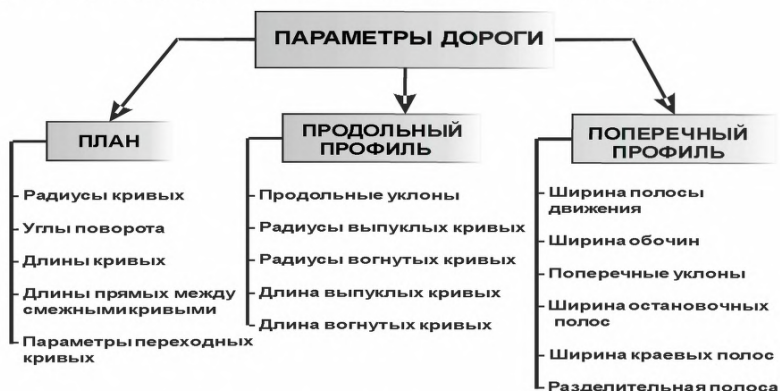 ПАРАМЕТРЫ ДОРОГИ
ПЛАН
Радиусы кривых
Углы поворота
Длины кривых
Длины прямых между
смежными кривыми
Параметры переходных
кривых
ПРОДОЛЬНЫЙ
ПРОФИЛЬ
Продольные уклоны
Радиусы выпуклых кривых
Радиусы вогнутых кривых
Длина выпуклых кривых
Длина вогнутых кривых
ПОПЕРЕЧНЫЙ
ПРОФИЛЬ
Ширина полосы
движения
Ширина обочин
Поперечные уклоны
Ширина остановочных
полос
Ширина краевых полос
Разделительная полоса